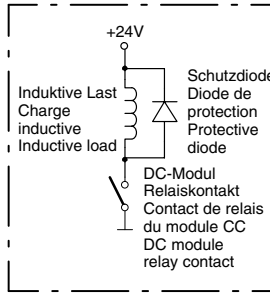 +24V
Induktive Last
Charge
inductive
Inductive load
Schutzdiode
Diode de
protection
Protective
diode
DC-Modul
Relaiskontakt
Contact de relais
du module CC
DC module
relay contact